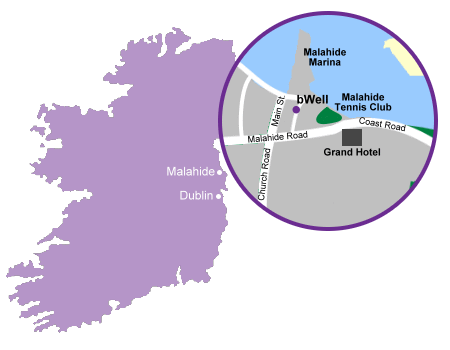 Malahide
Marina
bWell
Malahide
Tennis Club
Main St.
Coast Road
Malahide Road
Grand Hotel
Church Road
Malahide
Dublin